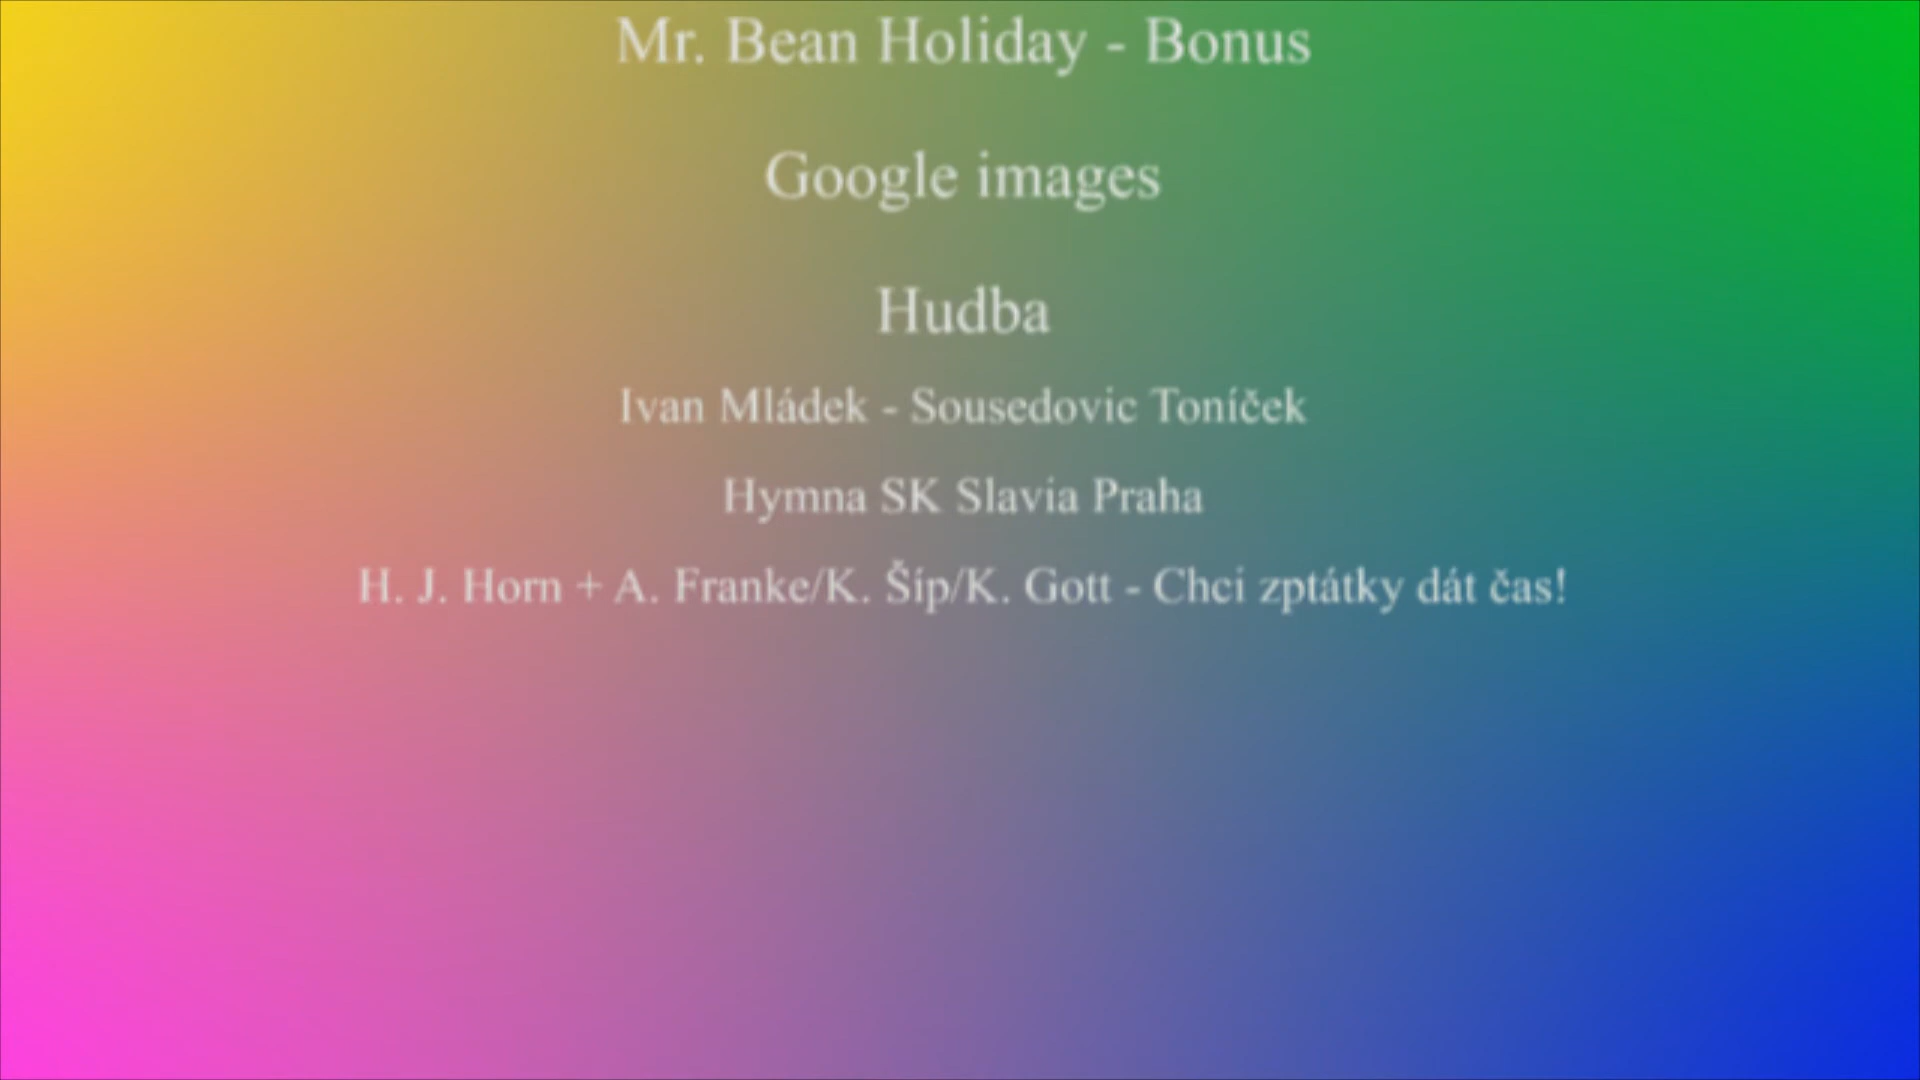 Mr. Bean Holiday - Bonus
Google images
Hudba
Ivan Mládek - Sousedovic Toníček
Hymna SK Slavia Praha
H. J. Horn + A. Franke/K. Šíp/K. Gott - Chci zptátky dát čas!